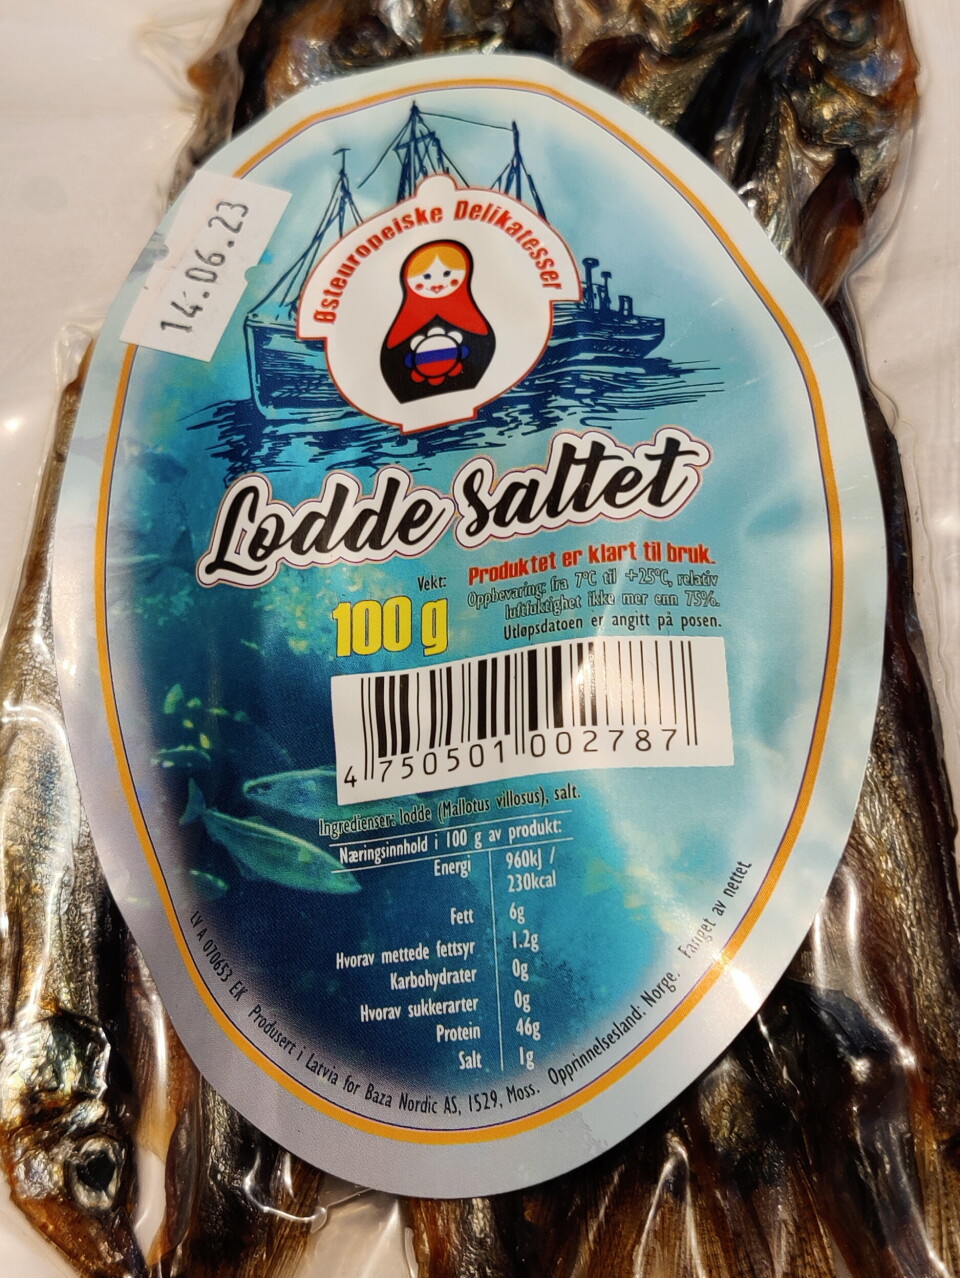 14.06.23
Østeuropeiske Delikatesser
Lodde Saltet
Vekt:
100 g
Produktet er klart til bruk.
Oppbevaring: fra 7°C til +25°C, relativ
luftfuktighet ikke mer enn 75%.
Utløpsdatoen er angitt på posen.
4 750501 002787
Ingredienser: lodde (Mallotus villosus), salt.
Næringsinnhold i 100 g av produkt:
Energi 960kJ /
230kcal
Fett 6g
Hvorav mettede fettsyr 1.2g
Karbohydrater 0g
Hvorav sukkerarter 0g
Protein 46g
Salt 1g
LV A 070653 EK Produsert i Latvia for Baza Nordic AS, 1529, Moss. Opprinnelsesland: Norge. Fanget av nettet